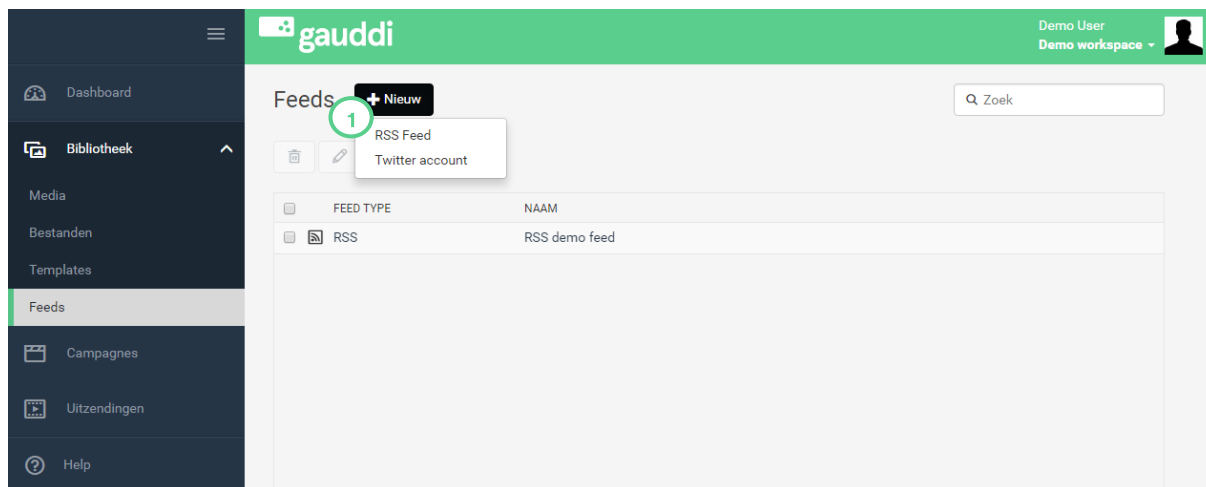 gauddi
Demo User
Demo workspace
Dashboard
Bibliotheek
Media
Bestanden
Templates
Feeds
Campagnes
Uitzendingen
Help
Feeds
+ Nieuw
Zoek
1
RSS Feed
Twitter account
FEED TYPE NAAM
RSS RSS demo feed